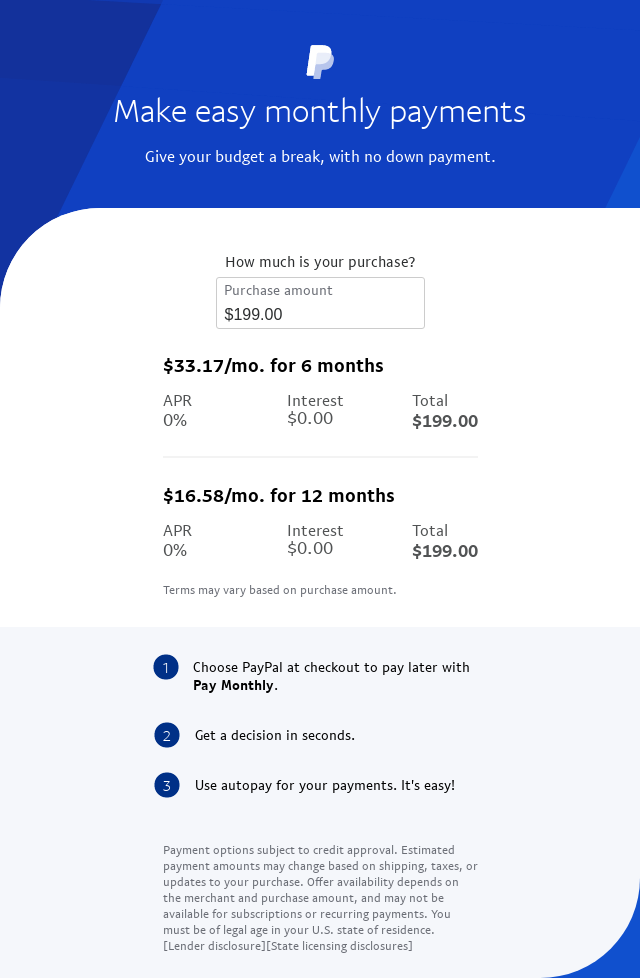 Make easy monthly payments
Give your budget a break, with no down payment.
How much is your purchase?
Purchase amount
$199.00
$33.17/mo. for 6 months
APR Interest Total
0% $0.00 $199.00
$16.58/mo. for 12 months
APR Interest Total
0% $0.00 $199.00
Terms may vary based on purchase amount.
1 Choose PayPal at checkout to pay later with
Pay Monthly.
2 Get a decision in seconds.
3 Use autopay for your payments. It's easy!
Payment options subject to credit approval. Estimated
payment amounts may change based on shipping, taxes, or
updates to your purchase. Offer availability depends on
the merchant and purchase amount, and may not be
available for subscriptions or recurring payments. You
must be of legal age in your U.S. state of residence.
[Lender disclosure][State licensing disclosures]